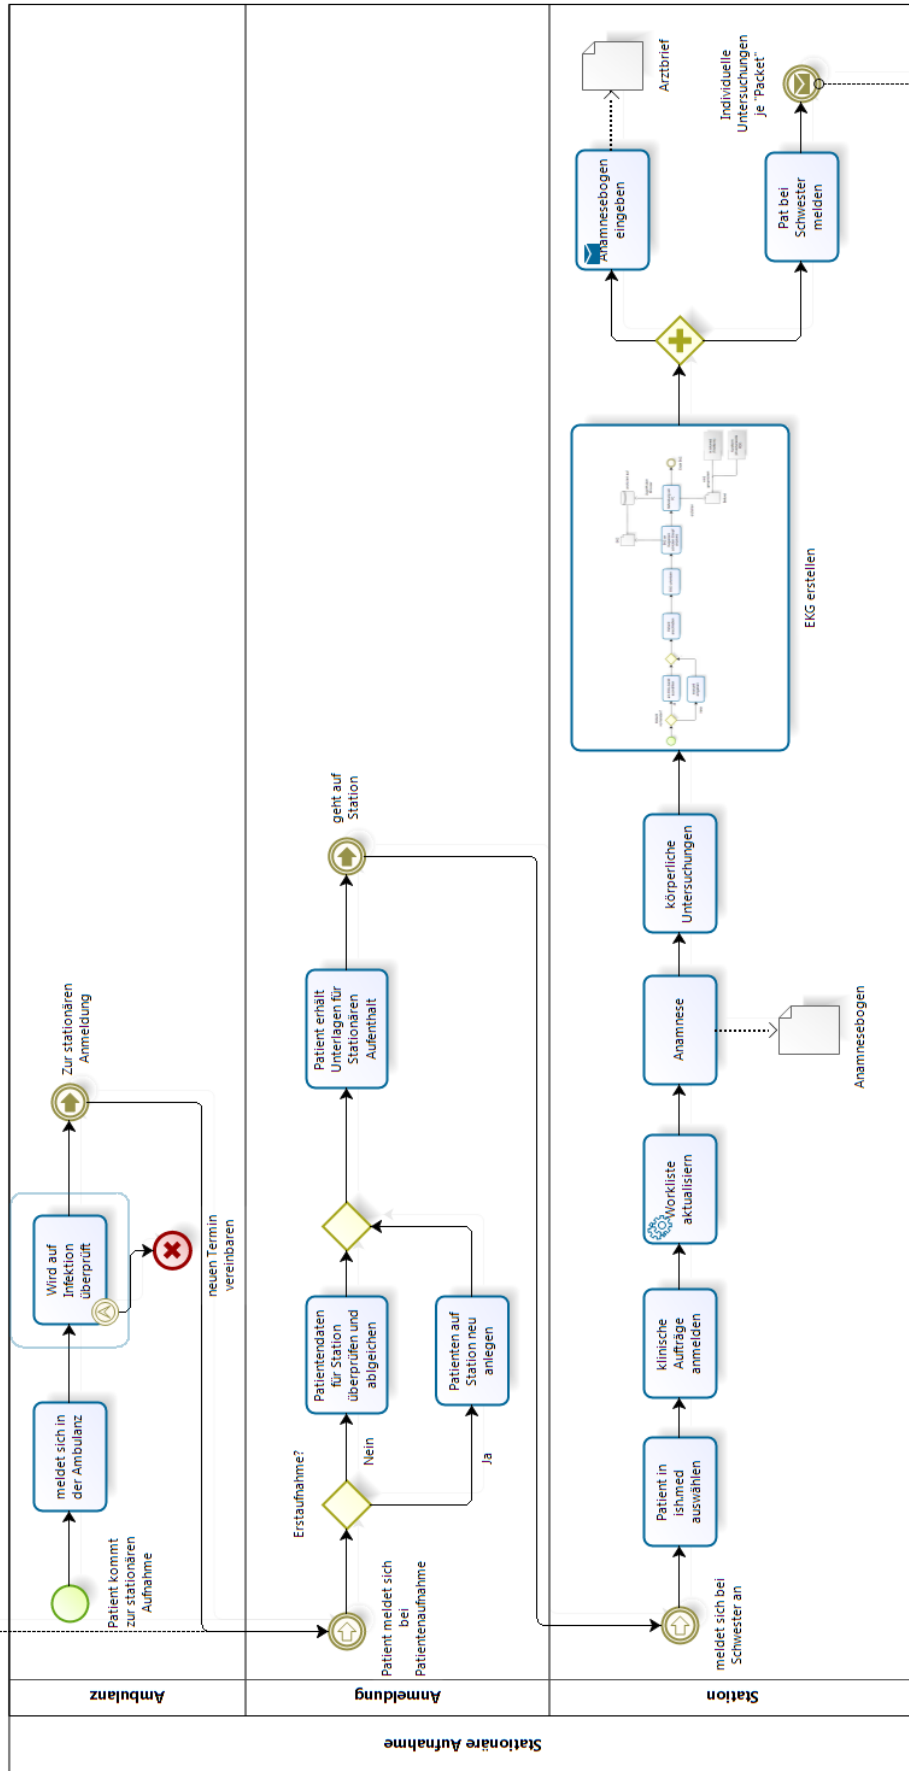 Stationäre Aufnahme
Ambulanz
Patient kommt
zur stationären
Aufnahme
meldet sich in
der Ambulanz
Wird auf
Infektion
überprüft
neuen Termin
vereinbaren
Zur stationären
Anmeldung
Anmeldung
Patient meldet sich
bei
Patientenaufnahme
Erstaufnahme?
Nein
Ja
Patientendaten
für Station
überprüfen und
ablgeichen
Patienten auf
Station neu
anlegen
Patient erhält
Unterlagen für
Stationären
Aufenthalt
geht auf
Station
Station
meldet sich bei
Schwester an
Patient in
ish.med
auswählen
klinische
Aufträge
anmelden
Workliste
aktualisiern
Anamnese
Anamnesebogen
körperliche
Untersuchungen
EKG erstellen
Anamnesebogen
eingeben
Arztbrief
Pat bei
Schwester
melden
Individuelle
Untersuchungen
je "Packet"